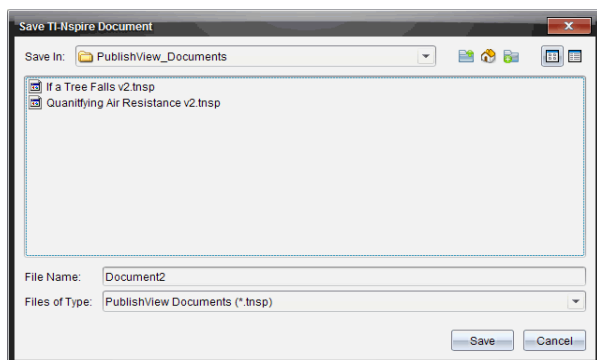 Save TI-Nspire Document
Save In: PublishView_Documents
If a Tree Falls v2.tnsp
Quanitfying Air Resistance v2.tnsp
File Name: Document2
Files of Type: PublishView Documents (*.tnsp)
Save Cancel